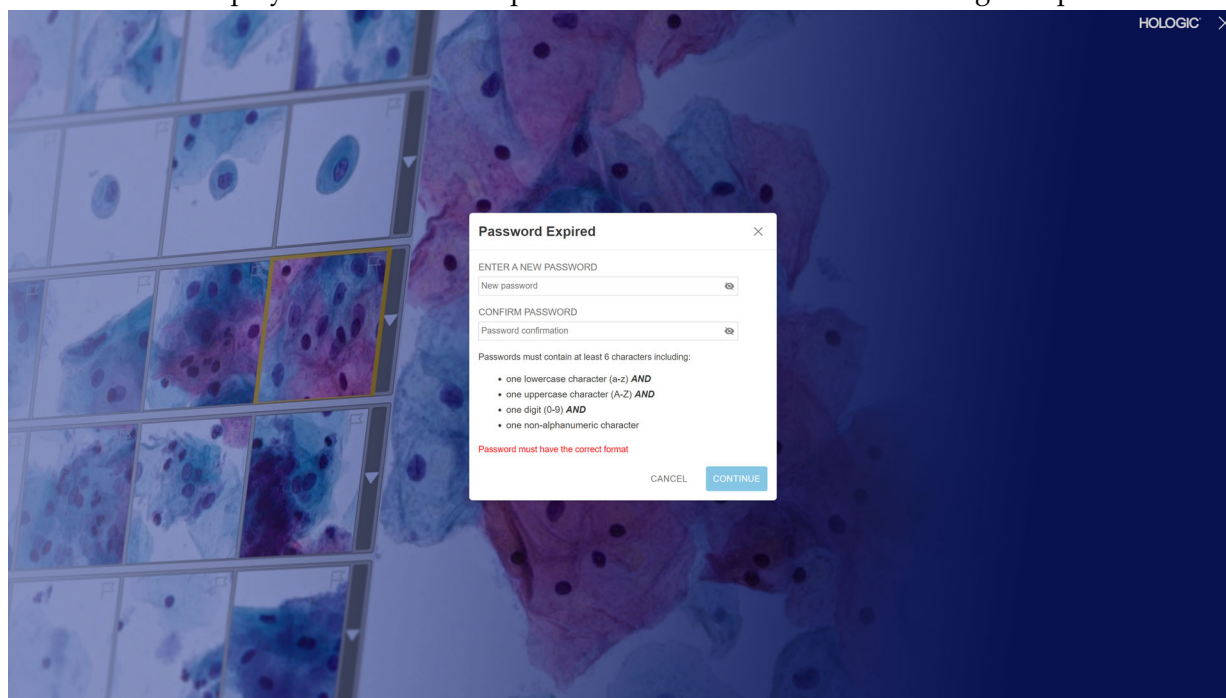 HOLOGIC
Password Expired
ENTER A NEW PASSWORD
New password
CONFIRM PASSWORD
Password confirmation
Passwords must contain at least 6 characters including:
• one lowercase character (a-z) AND
• one uppercase character (A-Z) AND
• one digit (0-9) AND
• one non-alphanumeric character
Password must have the correct format
CANCEL CONTINUE